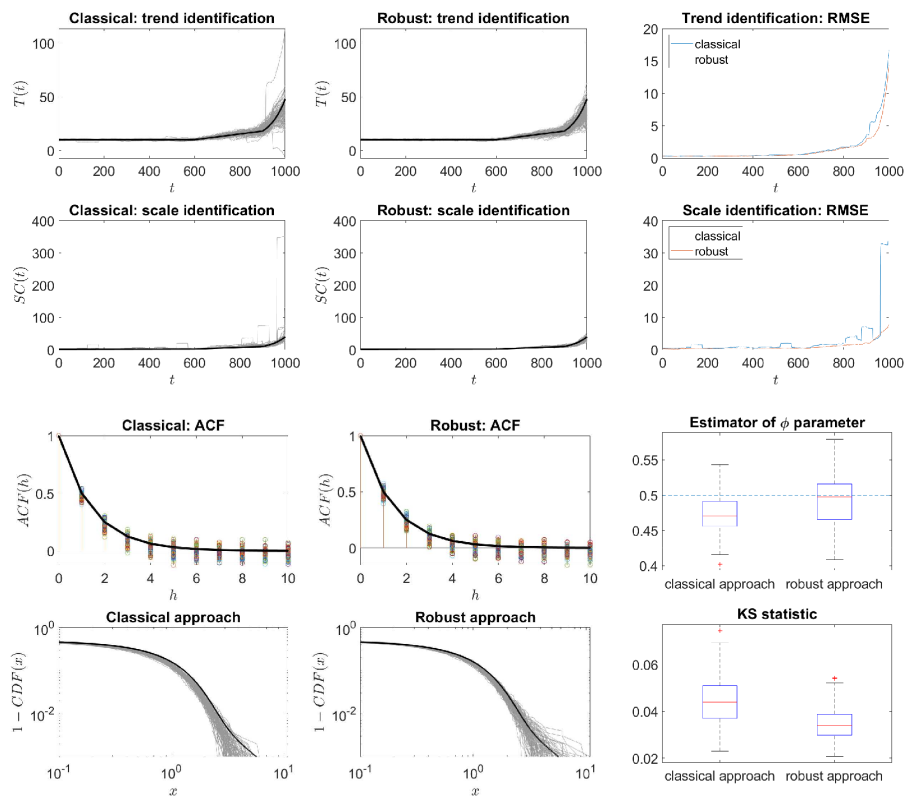 Classical: trend identification
T(t)
100
50
0
0 200 400 600 800 1000
t
Robust: trend identification
T(t)
100
50
0
0 200 400 600 800 1000
t
Trend identification: RMSE
20
15
10
5
0
classical
robust
0 200 400 600 800 1000
t
Classical: scale identification
SC(t)
400
300
200
100
0
0 200 400 600 800 1000
t
Robust: scale identification
SC(t)
400
300
200
100
0
0 200 400 600 800 1000
t
Scale identification: RMSE
40
30
20
10
0
classical
robust
0 200 400 600 800 1000
t
Classical: ACF
ACF(h)
1
0.5
0
0 2 4 6 8 10
h
Robust: ACF
ACF(h)
1
0.5
0
0 2 4 6 8 10
h
Estimator of ϕ parameter
0.55
0.5
0.45
0.4
classical approach robust approach
Classical approach
1 − CDF(x)
10^0
10^-2
10^-1 10^0 10^1
x
Robust approach
1 − CDF(x)
10^0
10^-2
10^-1 10^0 10^1
x
KS statistic
0.06
0.04
0.02
classical approach robust approach